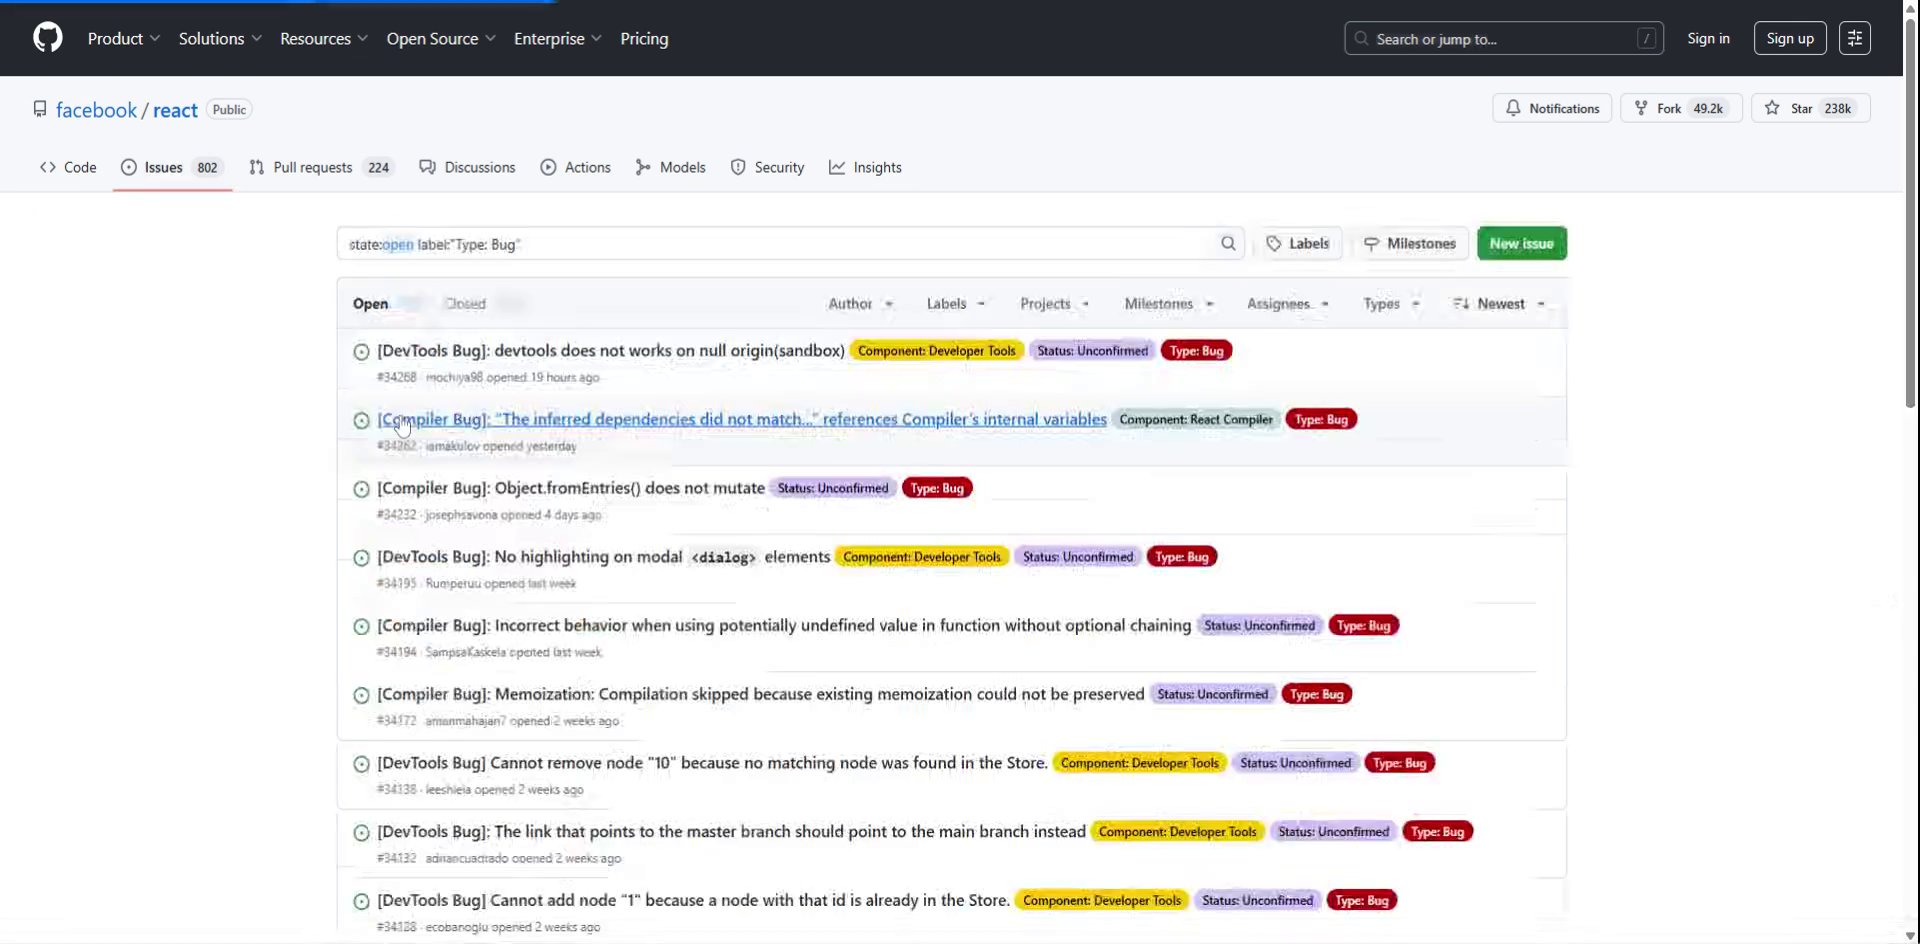 Product Solutions Resources Open Source Enterprise Pricing Search or jump to... / Sign in Sign up
facebook / react Public Notifications Fork 49.2k Star 238k
Code Issues 802 Pull requests 224 Discussions Actions Models Security Insights
state:open label:"Type: Bug" Labels Milestones New issue
Open Closed Author Labels Projects Milestones Assignees Types Newest
[DevTools Bug]: devtools does not works on null origin(sandbox) Component: Developer Tools Status: Unconfirmed Type: Bug
#34268 · mochiya98 opened 19 hours ago
[Compiler Bug]: “The inferred dependencies did not match…” references Compiler’s internal variables Component: React Compiler Type: Bug
#34262 · iamakulov opened yesterday
[Compiler Bug]: Object.fromEntries() does not mutate Status: Unconfirmed Type: Bug
#34232 · josephsavona opened 4 days ago
[DevTools Bug]: No highlighting on modal <dialog> elements Component: Developer Tools Status: Unconfirmed Type: Bug
#34195 · Rumperuu opened last week
[Compiler Bug]: Incorrect behavior when using potentially undefined value in function without optional chaining Status: Unconfirmed Type: Bug
#34194 · SampsaKaskela opened last week
[Compiler Bug]: Memoization: Compilation skipped because existing memoization could not be preserved Status: Unconfirmed Type: Bug
#34172 · amanmahajan7 opened 2 weeks ago
[DevTools Bug] Cannot remove node "10" because no matching node was found in the Store. Component: Developer Tools Status: Unconfirmed Type: Bug
#34138 · leeshiela opened 2 weeks ago
[DevTools Bug]: The link that points to the master branch should point to the main branch instead Component: Developer Tools Status: Unconfirmed Type: Bug
#34132 · adnancuadrado opened 2 weeks ago
[DevTools Bug] Cannot add node "1" because a node with that id is already in the Store. Component: Developer Tools Status: Unconfirmed Type: Bug
#34128 · ecobanoglu opened 2 weeks ago